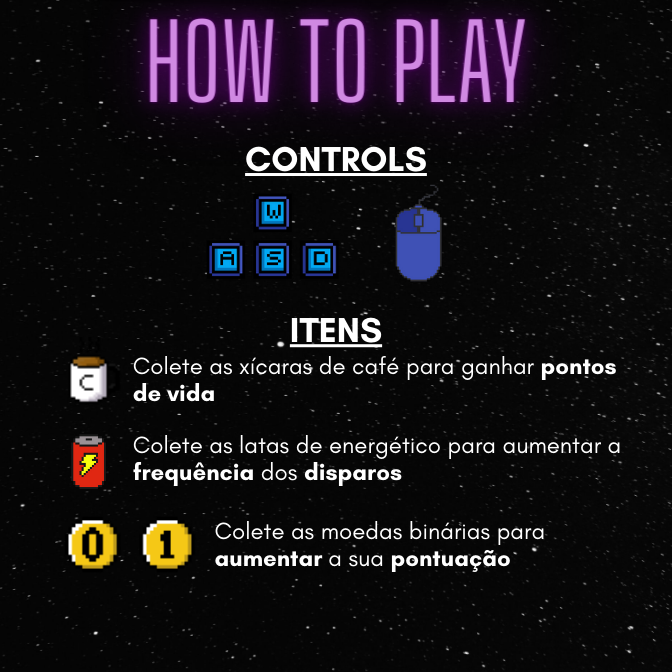 HOW TO PLAY
CONTROLS
W
A S D
ITENS
C
Colete as xícaras de café para ganhar pontos
de vida
Colete as latas de energético para aumentar a
frequência dos disparos
0 1
Colete as moedas binárias para
aumentar a sua pontuação